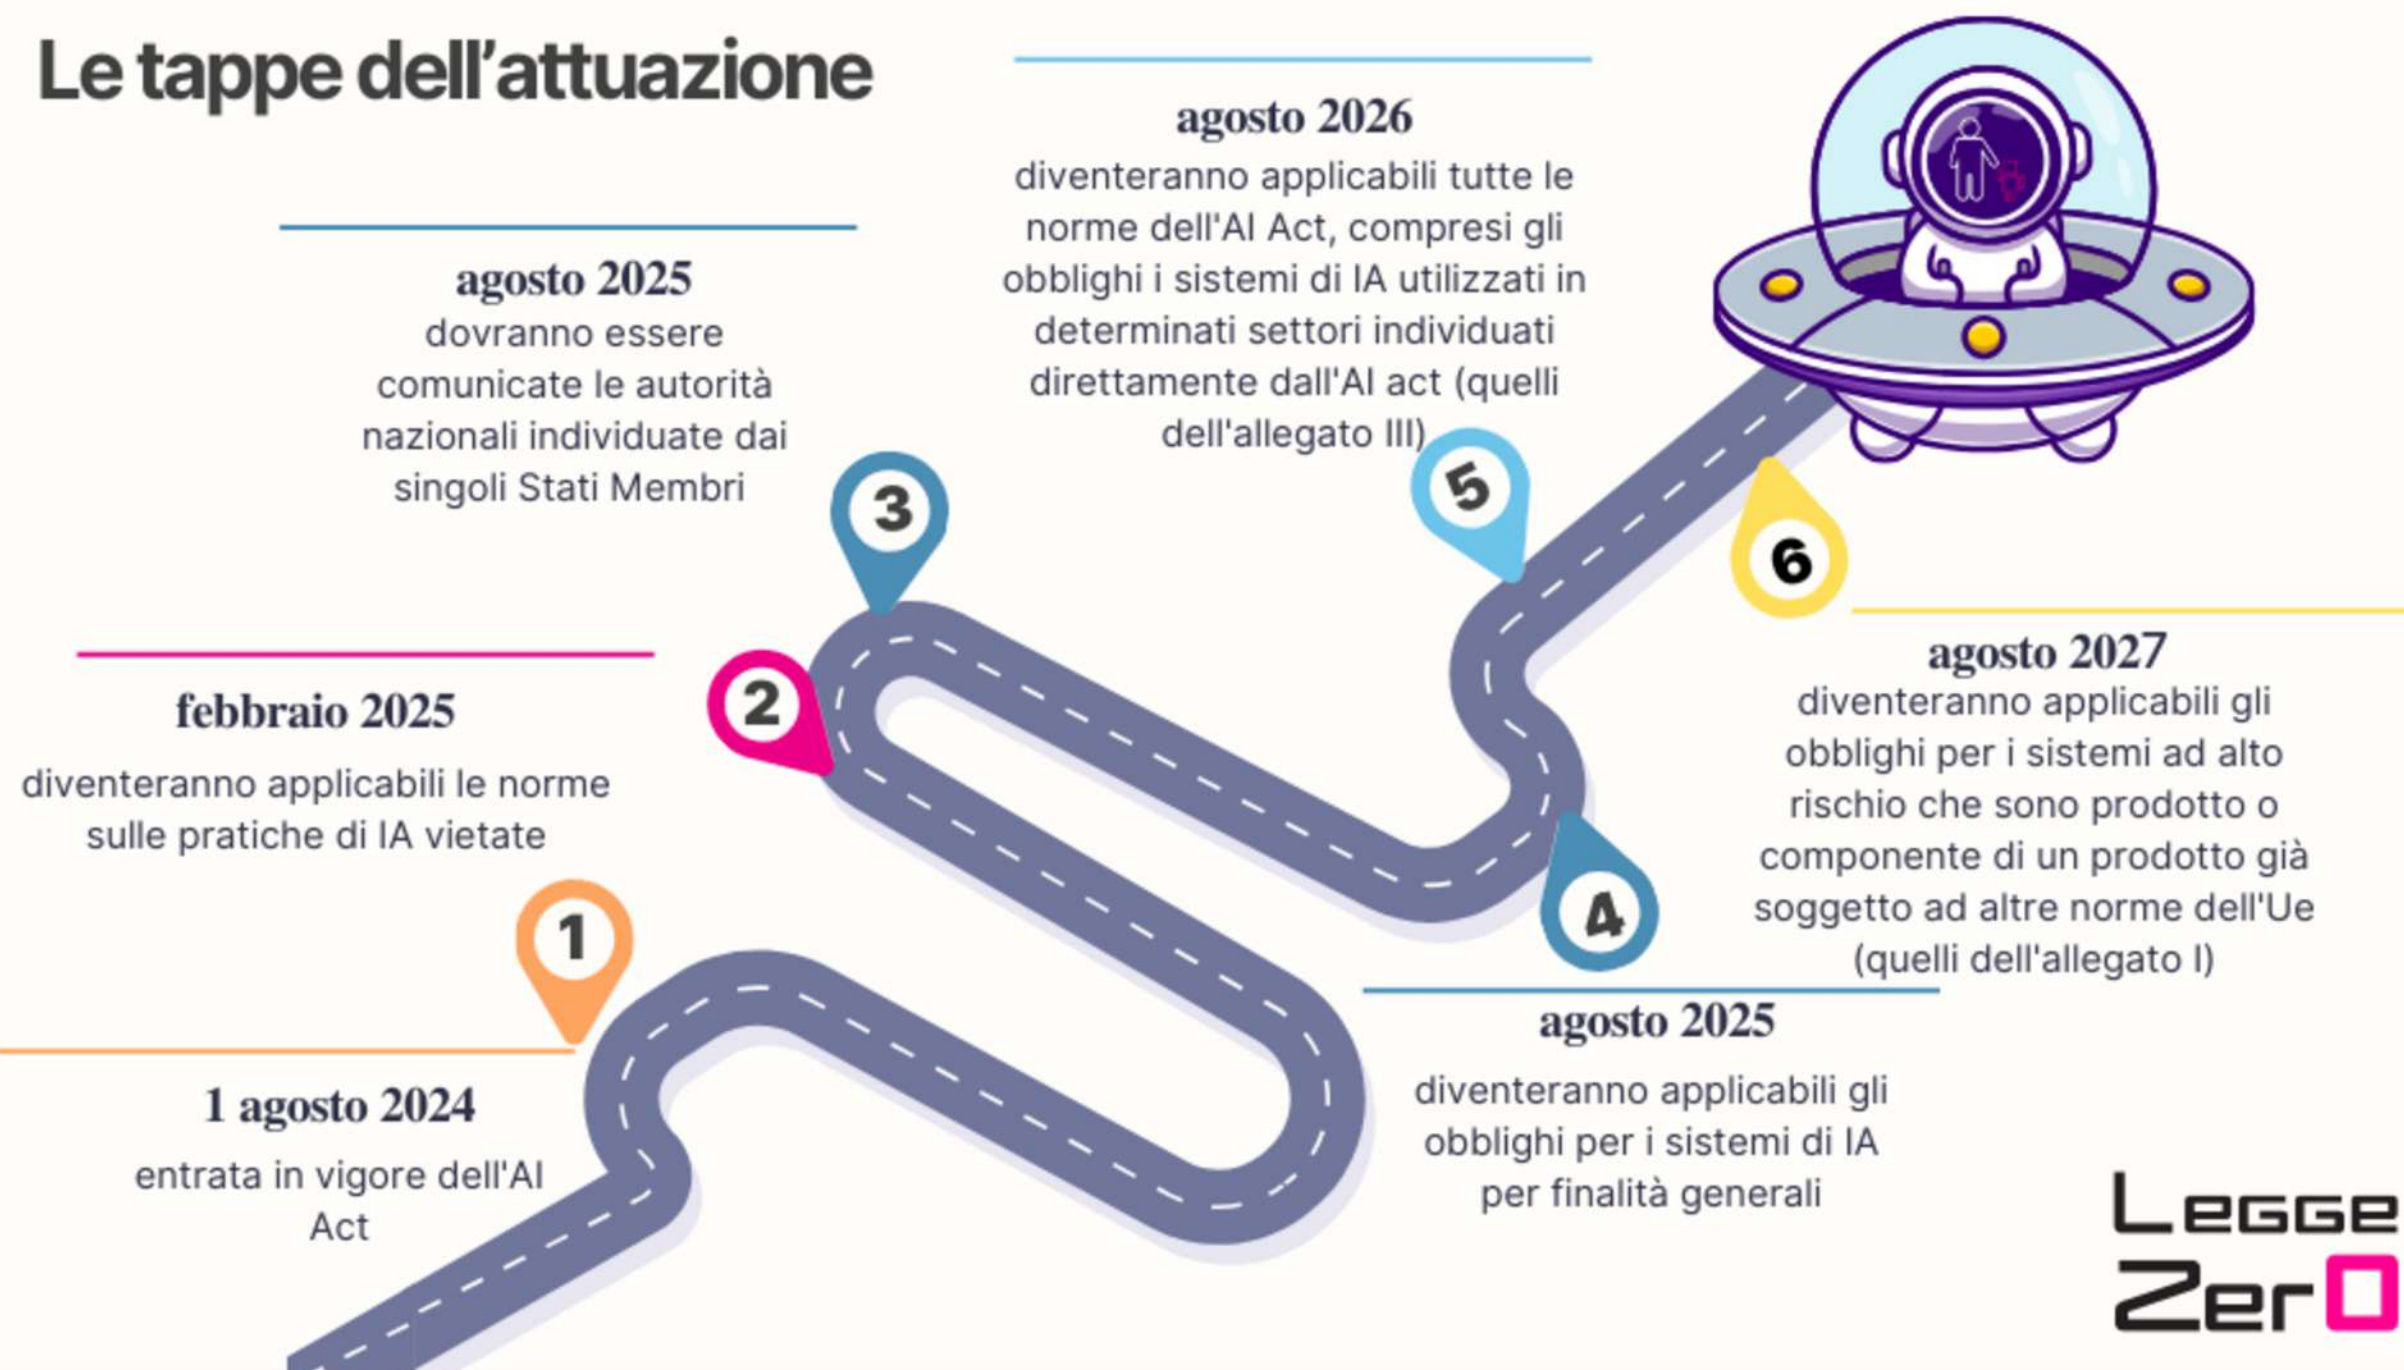 Le tappe dell'attuazione
1
1 agosto 2024
entrata in vigore dell'AI
Act
2
febbraio 2025
diventeranno applicabili le norme
sulle pratiche di IA vietate
3
agosto 2025
dovranno essere
comunicate le autorità
nazionali individuate dai
singoli Stati Membri
4
agosto 2025
diventeranno applicabili gli
obblighi per i sistemi di IA
per finalità generali
5
agosto 2026
diventeranno applicabili tutte le
norme dell'AI Act, compresi gli
obblighi i sistemi di IA utilizzati in
determinati settori individuati
direttamente dall'AI act (quelli
dell'allegato III)
6
agosto 2027
diventeranno applicabili gli
obblighi per i sistemi ad alto
rischio che sono prodotto o
componente di un prodotto già
soggetto ad altre norme dell'Ue
(quelli dell'allegato I)
Legge
Zero